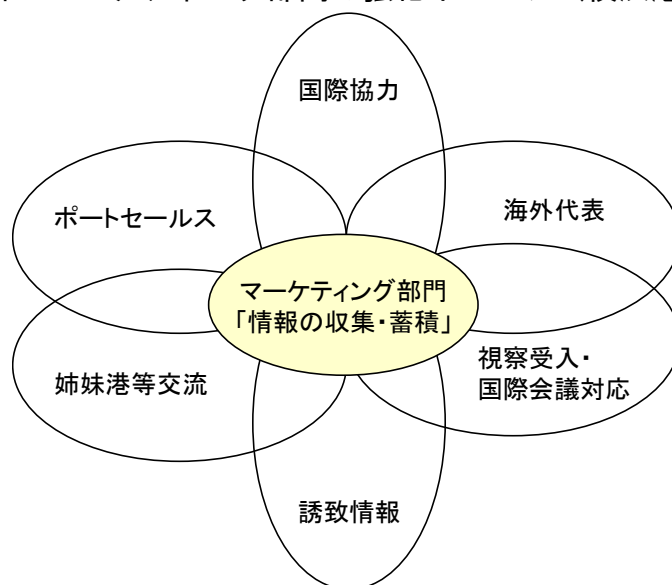 国際協力
ポートセールス
海外代表
マーケティング部門
「情報の収集・蓄積」
姉妹港等交流
視察受入・
国際会議対応
誘致情報